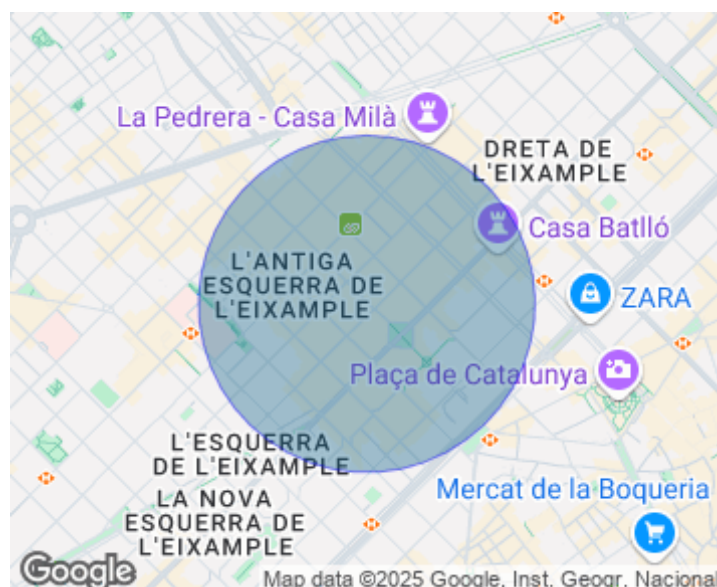 La Pedrera - Casa Milà
DRETA DE
L'EIXAMPLE
Casa Batlló
L'ANTIGA
ESQUERRA DE
L'EIXAMPLE
ZARA
Plaça de Catalunya
L'ESQUERRA
DE L'EIXAMPLE
Mercat de la Boqueria
LA NOVA
ESQUERRA DE
L'EIXAMPLE
Google
Map data ©2025 Google, Inst. Geogr. Nacional